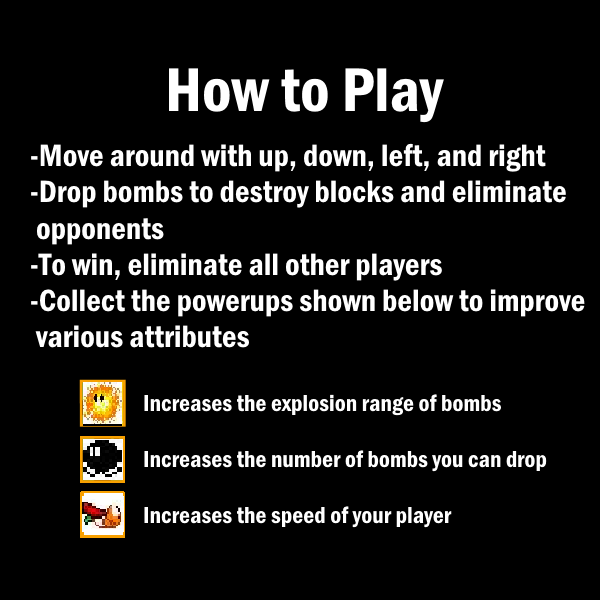 How to Play
-Move around with up, down, left, and right
-Drop bombs to destroy blocks and eliminate
opponents
-To win, eliminate all other players
-Collect the powerups shown below to improve
various attributes
Increases the explosion range of bombs
Increases the number of bombs you can drop
Increases the speed of your player